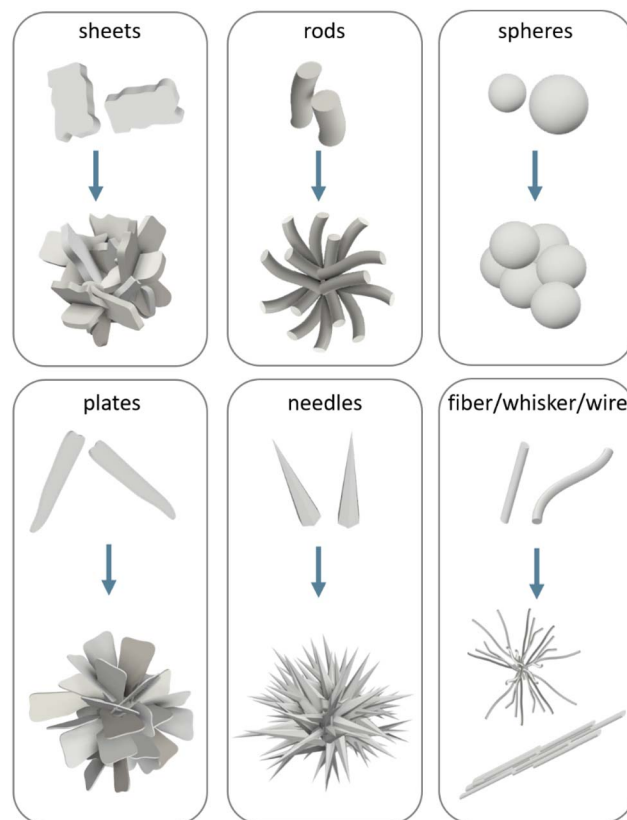 sheets
rods
spheres
plates
needles
fiber/whisker/wire